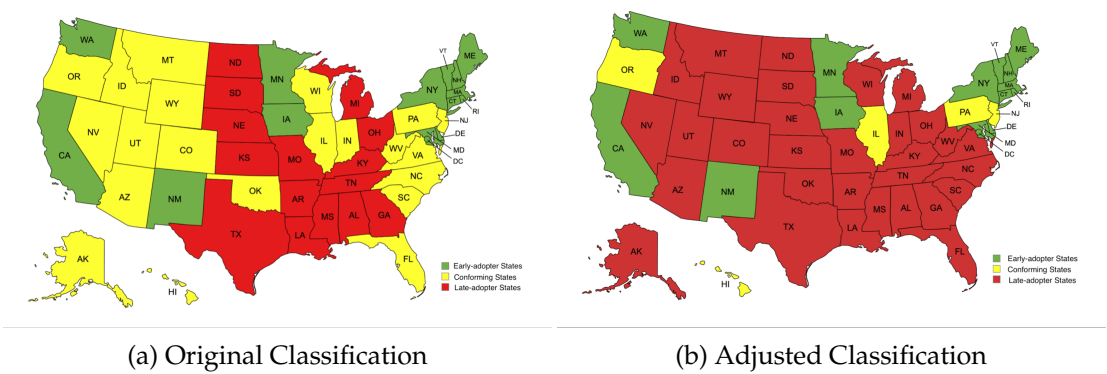 WA
OR
CA
NV
ID
MT
WY
UT
CO
AZ
NM
ND
SD
NE
KS
OK
TX
MN
IA
MO
AR
LA
WI
IL
IN
MI
OH
KY
TN
MS
AL
GA
FL
SC
NC
VA
WV
PA
NY
VT
NH
ME
MA
CT
RI
NJ
DE
MD
DC
AK
HI
Early-adopter States
Conforming States
Late-adopter States
(a) Original Classification
WA
OR
CA
NV
ID
MT
WY
UT
CO
AZ
NM
ND
SD
NE
KS
OK
TX
MN
IA
MO
AR
LA
WI
IL
IN
MI
OH
KY
TN
MS
AL
GA
FL
SC
NC
VA
WV
PA
NY
VT
NH
ME
MA
CT
RI
NJ
DE
MD
DC
AK
HI
Early-adopter States
Conforming States
Late-adopter States
(b) Adjusted Classification